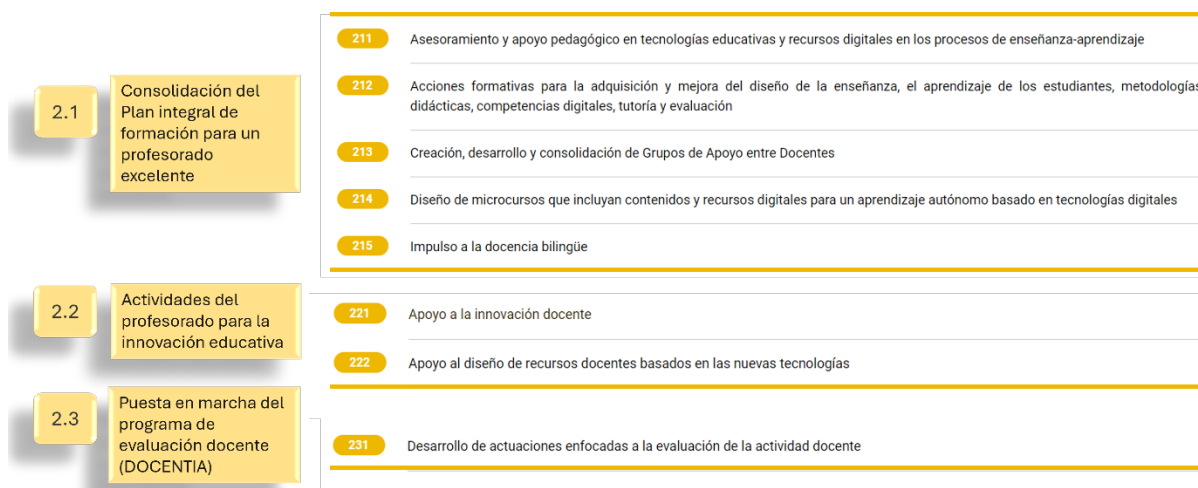 2.1
Consolidación del
Plan integral de
formación para un
profesorado
excelente
211
Asesoramiento y apoyo pedagógico en tecnologías educativas y recursos digitales en los procesos de enseñanza-aprendizaje
212
Acciones formativas para la adquisición y mejora del diseño de la enseñanza, el aprendizaje de los estudiantes, metodologías
didácticas, competencias digitales, tutoría y evaluación
213
Creación, desarrollo y consolidación de Grupos de Apoyo entre Docentes
214
Diseño de microcursos que incluyan contenidos y recursos digitales para un aprendizaje autónomo basado en tecnologías digitales
215
Impulso a la docencia bilingüe
2.2
Actividades del
profesorado para la
innovación educativa
221
Apoyo a la innovación docente
222
Apoyo al diseño de recursos docentes basados en las nuevas tecnologías
2.3
Puesta en marcha del
programa de
evaluación docente
(DOCENTIA)
231
Desarrollo de actuaciones enfocadas a la evaluación de la actividad docente